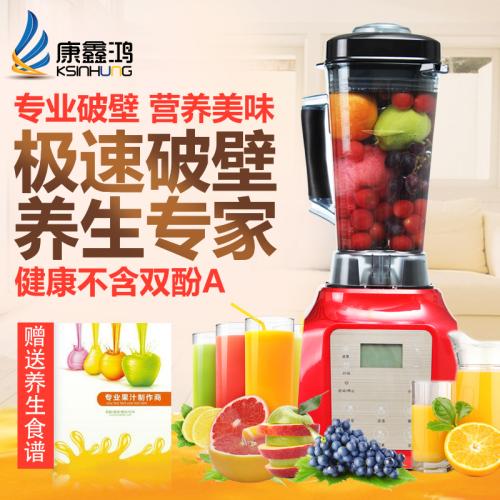 康鑫鸿
KSINHUNG
专业破壁 营养美味
极速破壁
养生专家
健康不含双酚A
赠送养生食谱
专业果汁制作商